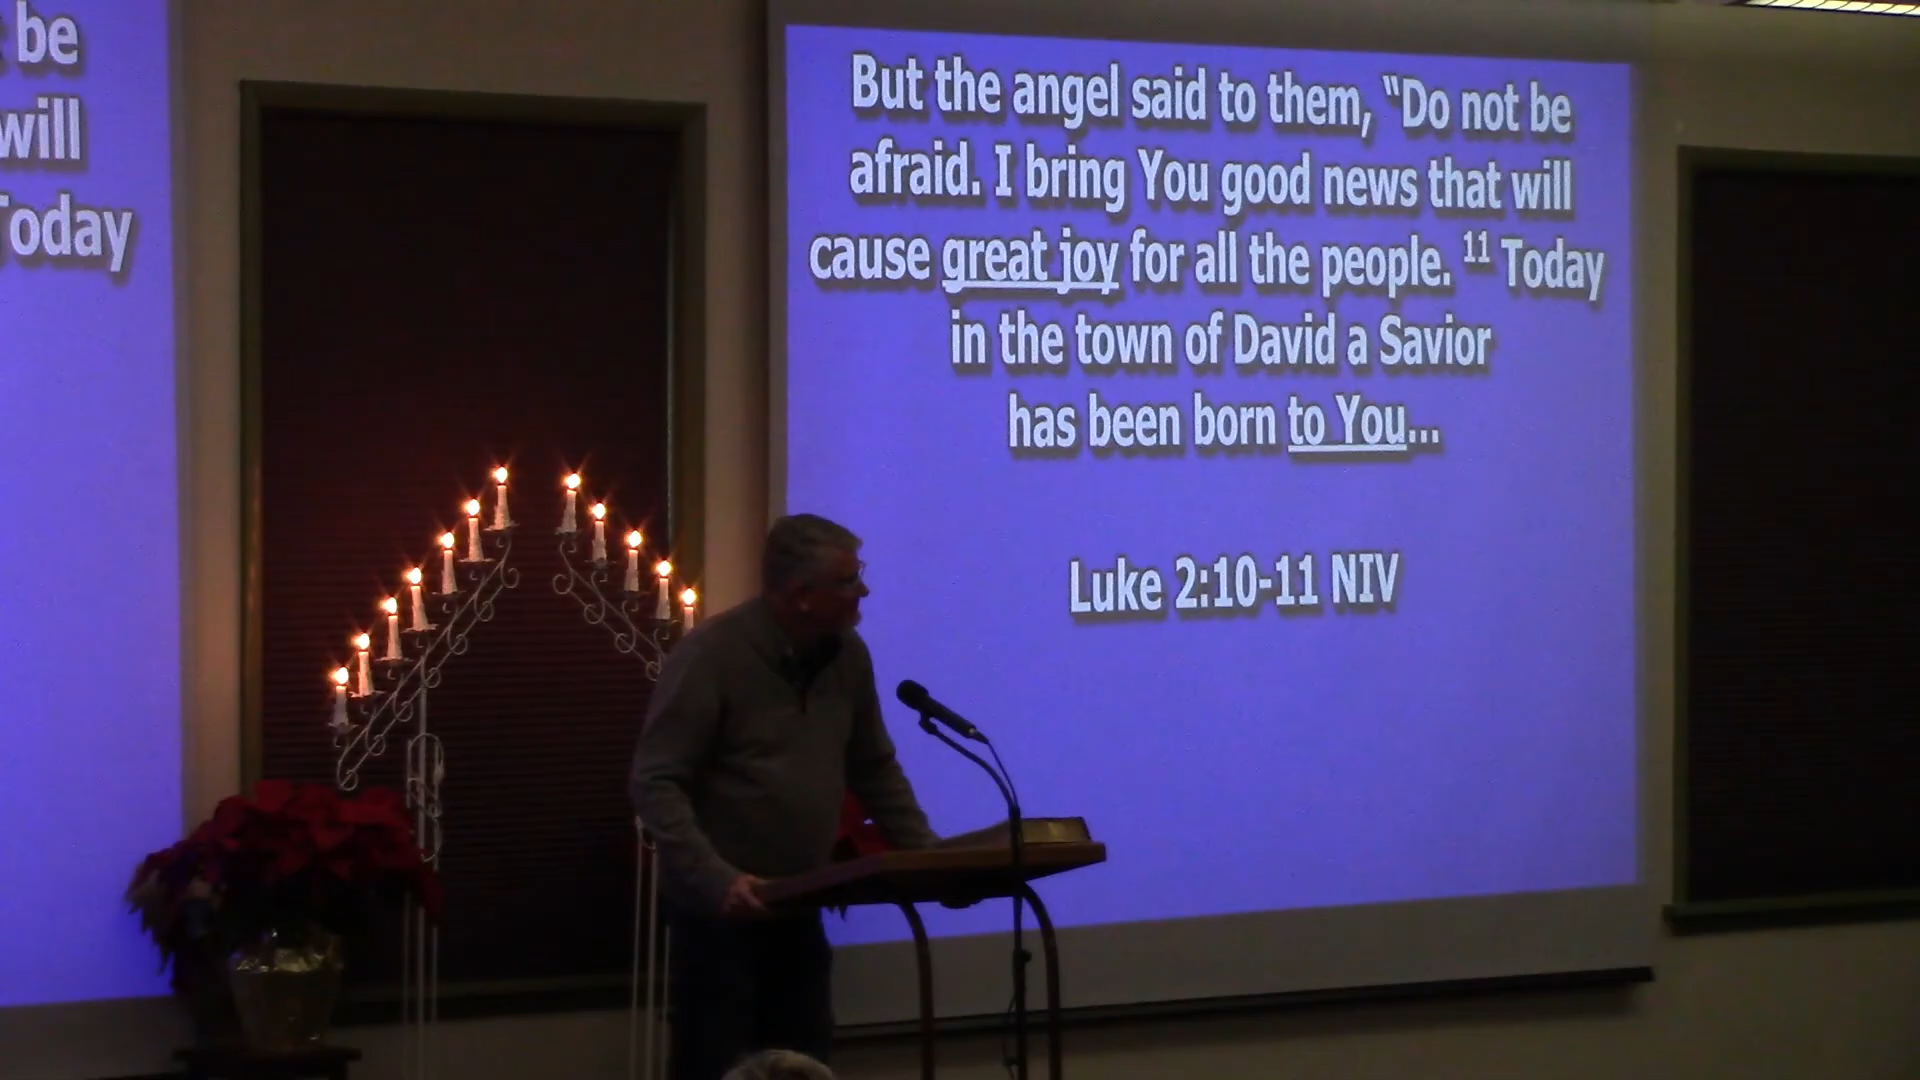 be
will
Today
But the angel said to them, “Do not be
afraid. I bring You good news that will
cause great joy for all the people. 11 Today
in the town of David a Savior
has been born to You...
Luke 2:10-11 NIV